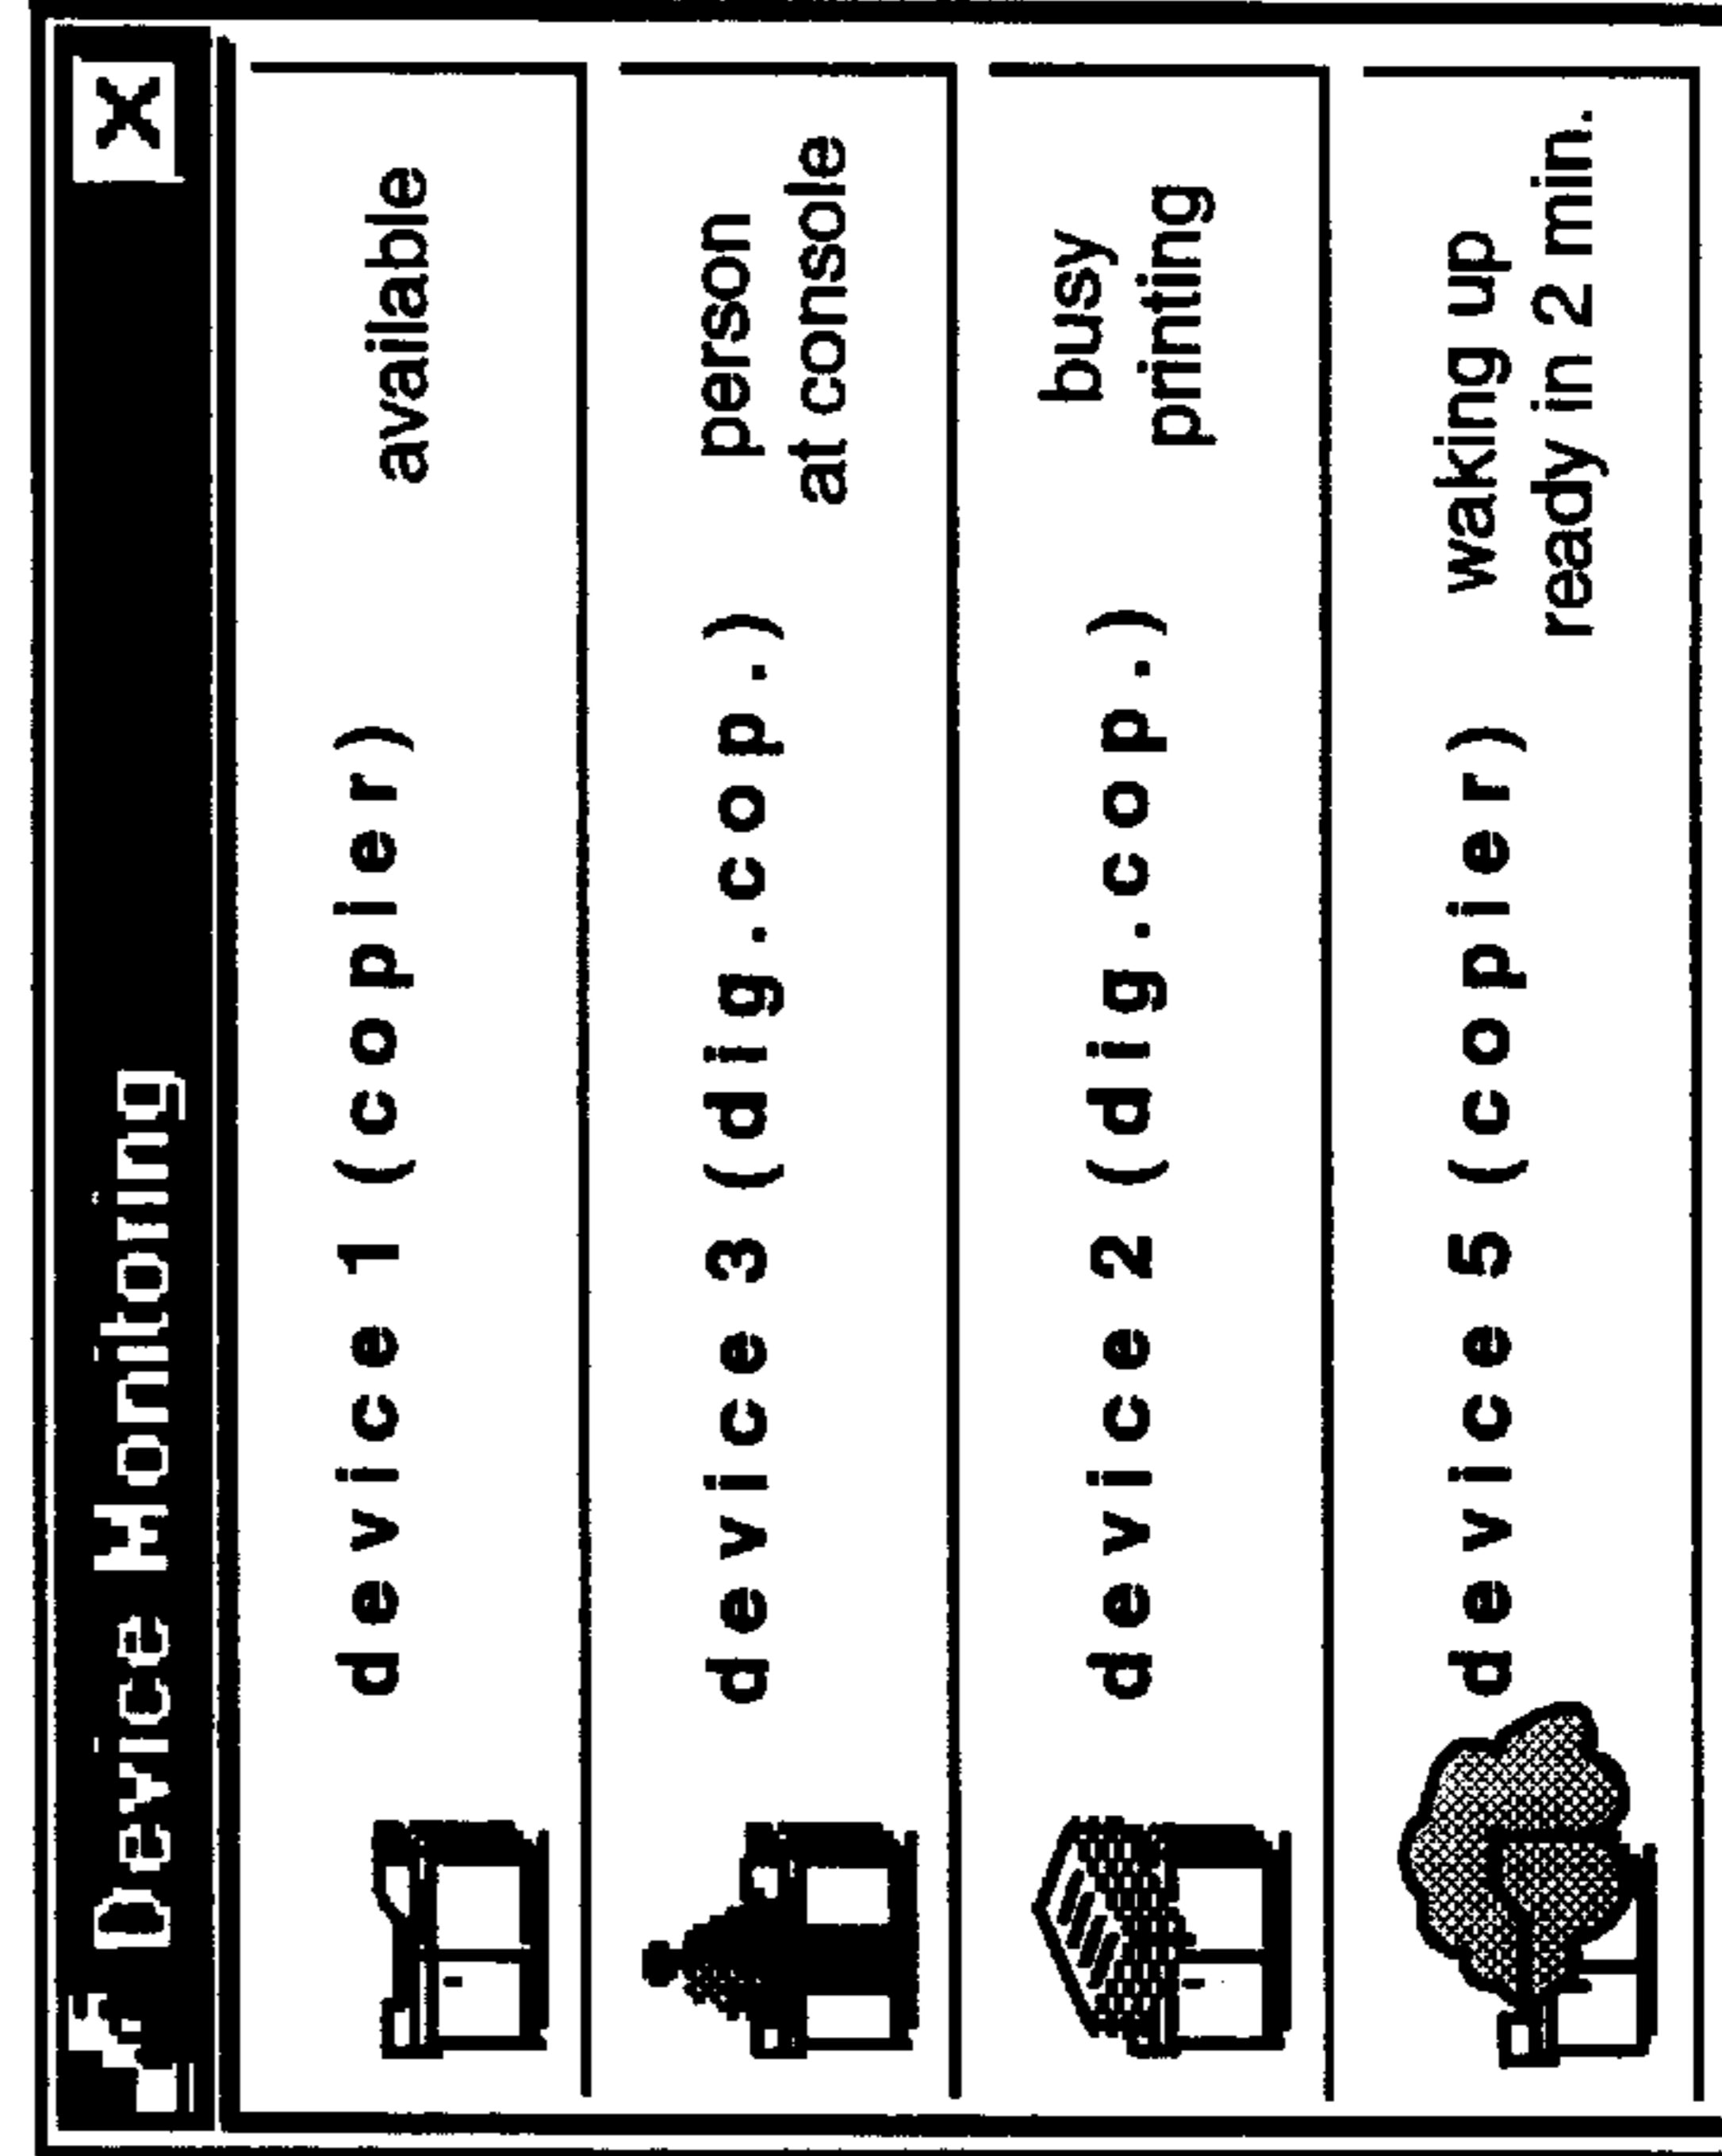 Device Monitoring X
device 1 (copier) available
device 3 (dig.cop.) person
at console
device 2 (dig.cop.) busy
printing
device 5 (copier) waking up
ready in 2 min.